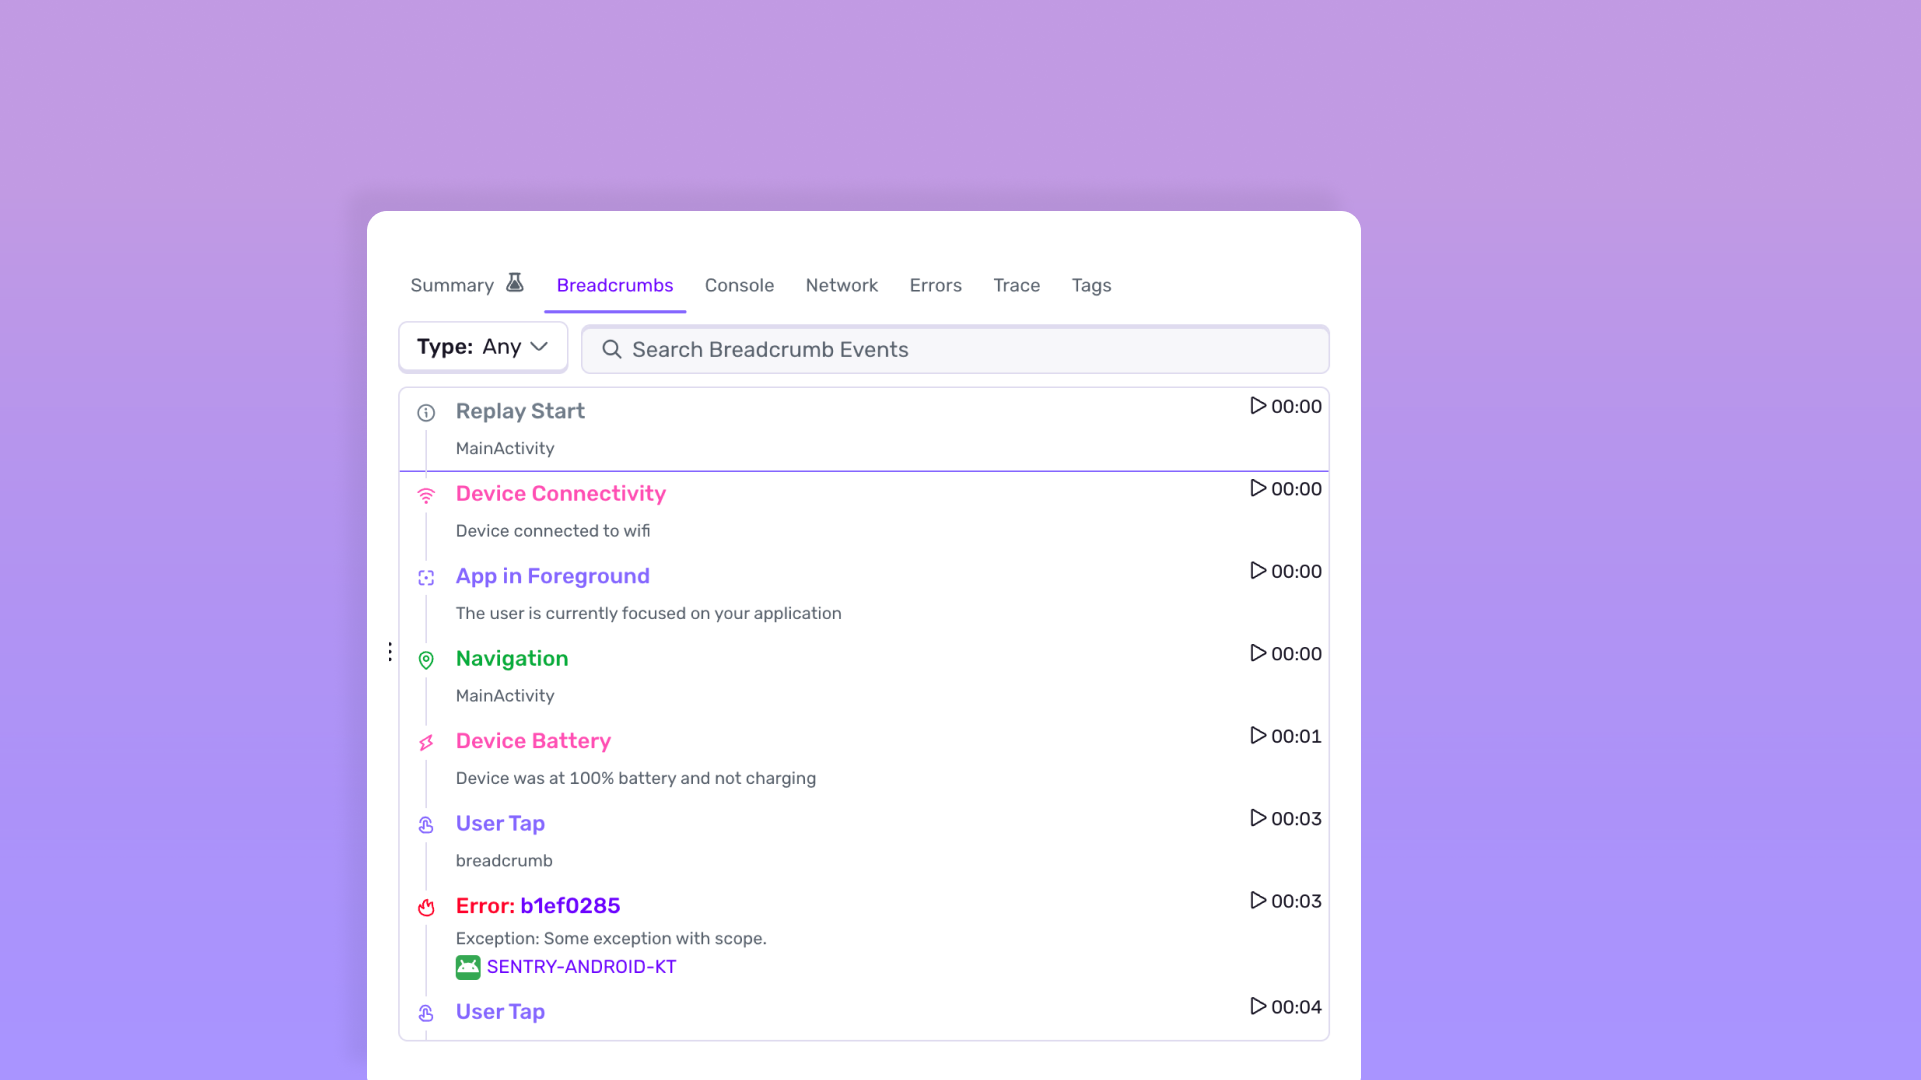 Summary Breadcrumbs Console Network Errors Trace Tags
Type: Any Search Breadcrumb Events
Replay Start 00:00
MainActivity
Device Connectivity 00:00
Device connected to wifi
App in Foreground 00:00
The user is currently focused on your application
Navigation 00:00
MainActivity
Device Battery 00:01
Device was at 100% battery and not charging
User Tap 00:03
breadcrumb
Error: b1ef0285 00:03
Exception: Some exception with scope.
SENTRY-ANDROID-KT
User Tap 00:04